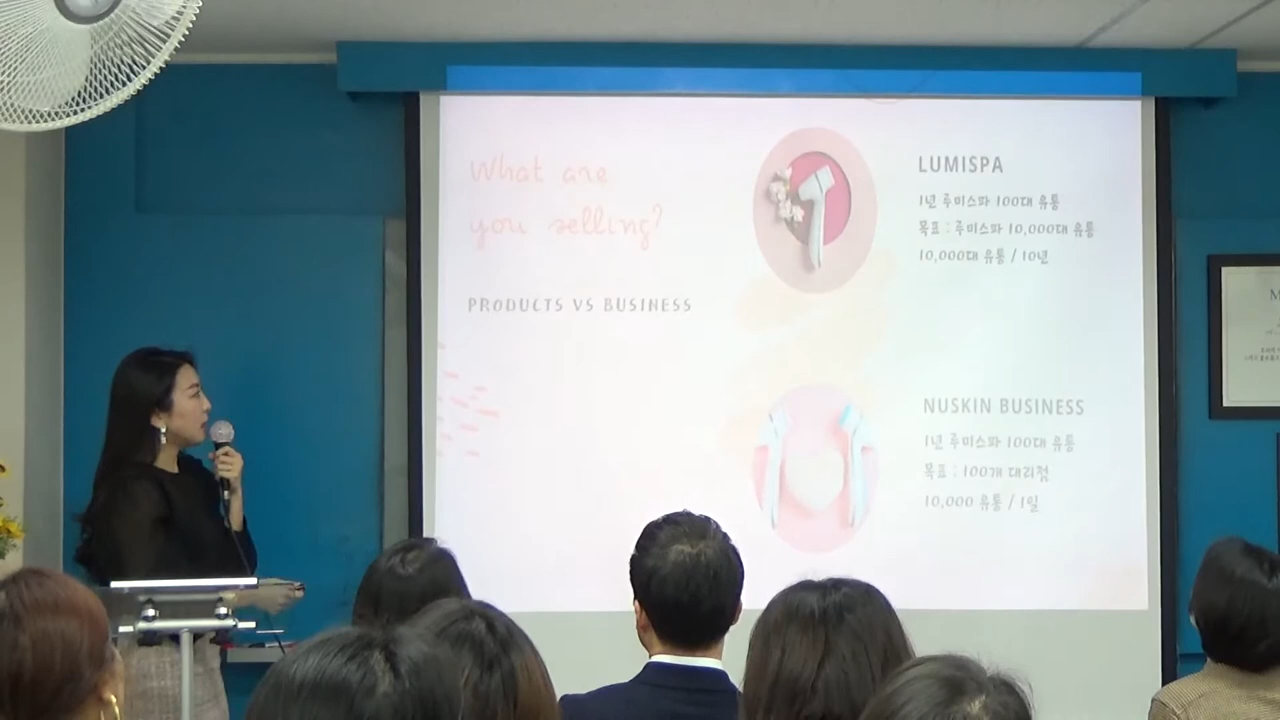 What are
you selling?
PRODUCTS VS BUSINESS
LUMISPA
1년 루미스파 100대 유통
목표 : 루미스파 10,000대 유통
10,000대 유통 / 10년
NUSKIN BUSINESS
1년 루미스파 100대 유통
목표 : 100개 대리점
10,000 유통 / 1일